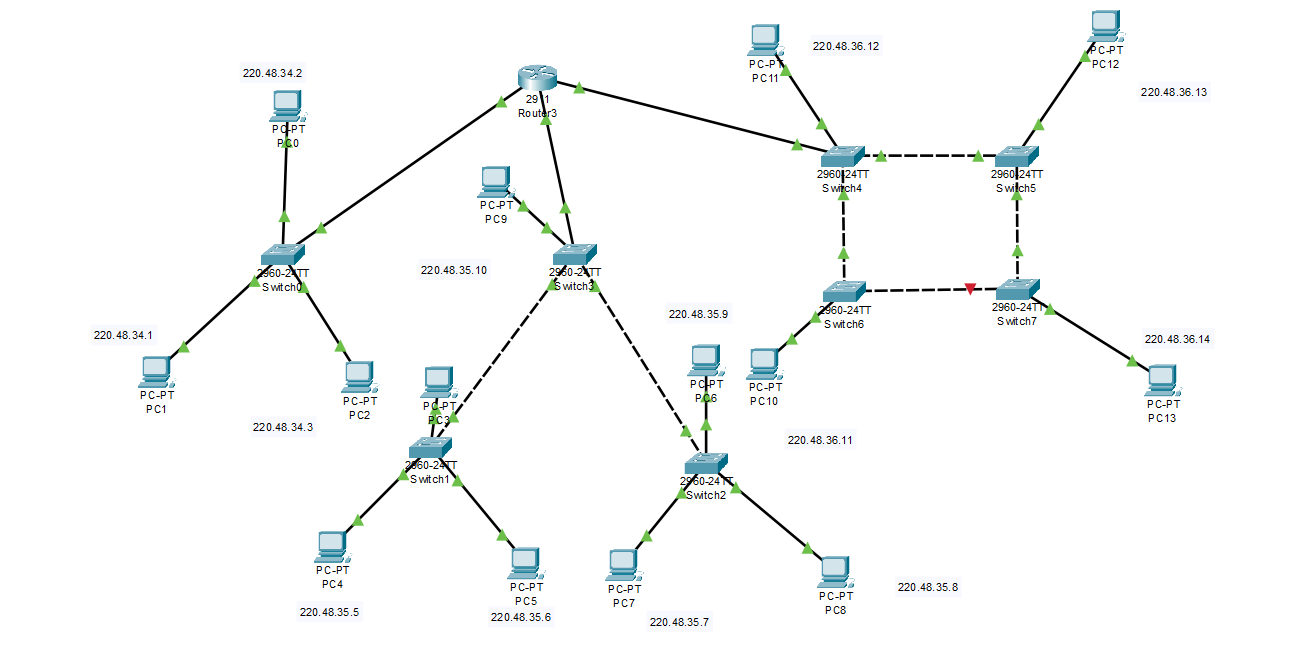 220.48.34.2
PC-PT
PC0
2911
Router3
PC-PT
PC11
220.48.36.12
PC-PT
PC12
220.48.36.13
2960-24TT
Switch4
2960-24TT
Switch5
PC-PT
PC9
220.48.35.10
2960-24TT
Switch0
2960-24TT
Switch3
220.48.34.1
PC-PT
PC1
PC-PT
PC2
220.48.34.3
220.48.35.9
PC-PT
PC6
2960-24TT
Switch6
2960-24TT
Switch7
220.48.36.14
PC-PT
PC10
PC-PT
PC13
220.48.36.11
PC-PT
PC3
2960-24TT
Switch1
2960-24TT
Switch2
PC-PT
PC4
220.48.35.5
PC-PT
PC5
220.48.35.6
PC-PT
PC7
220.48.35.7
PC-PT
PC8
220.48.35.8